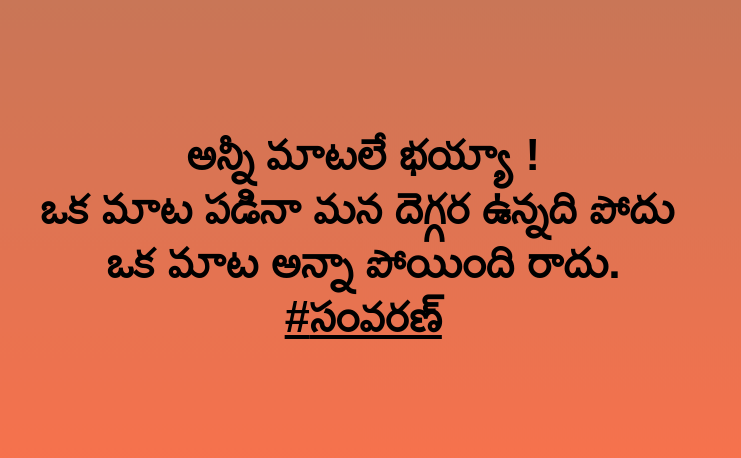 అన్నీ మాటలే భయ్యా !
ఒక మాట పడినా మన దెగ్గర ఉన్నది పోదు
ఒక మాట అన్నా పోయింది రాదు.
#సంవరణ్